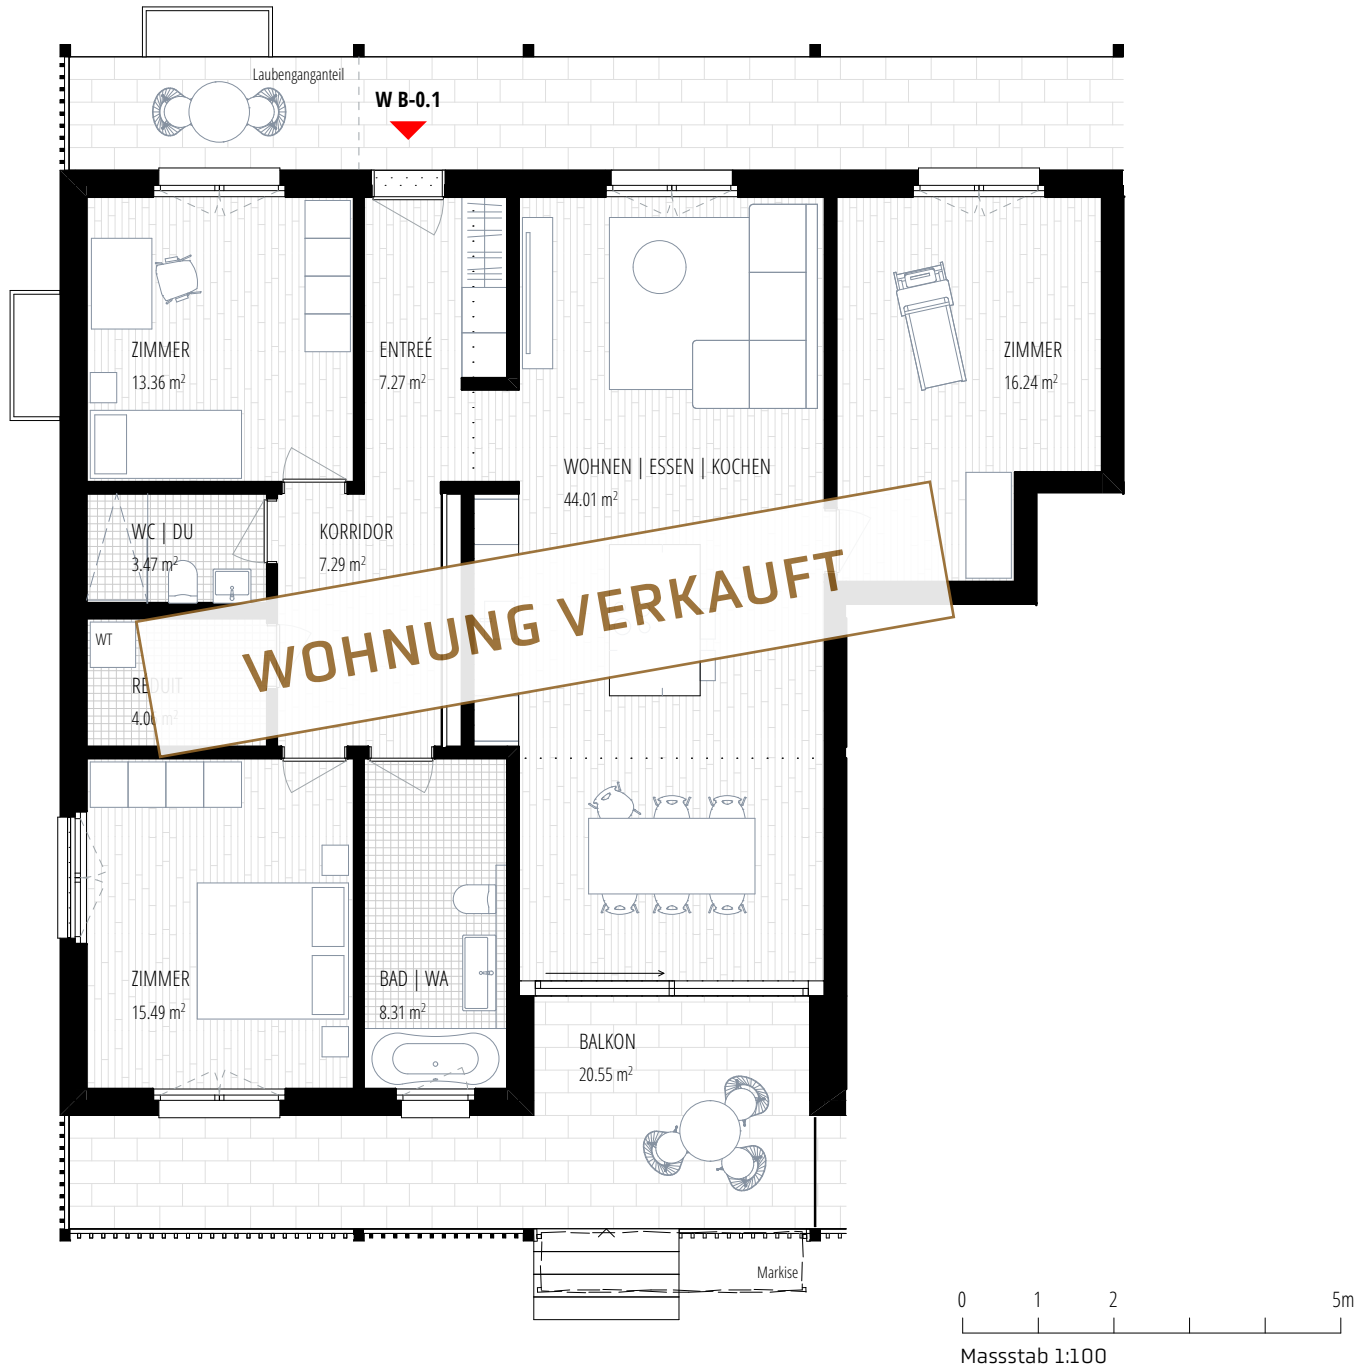 Laubenganganteil
W B-0.1
ZIMMER
13.36 m²
ENTREÉ
7.27 m²
ZIMMER
16.24 m²
WOHNEN | ESSEN | KOCHEN
44.01 m²
WC | DU
3.47 m²
KORRIDOR
7.29 m²
WOHNUNG VERKAUFT
WT
REDUIT
ZIMMER
15.49 m²
BAD | WA
8.31 m²
BALKON
20.55 m²
Markise
0 1 2 5m
Massstab 1:100